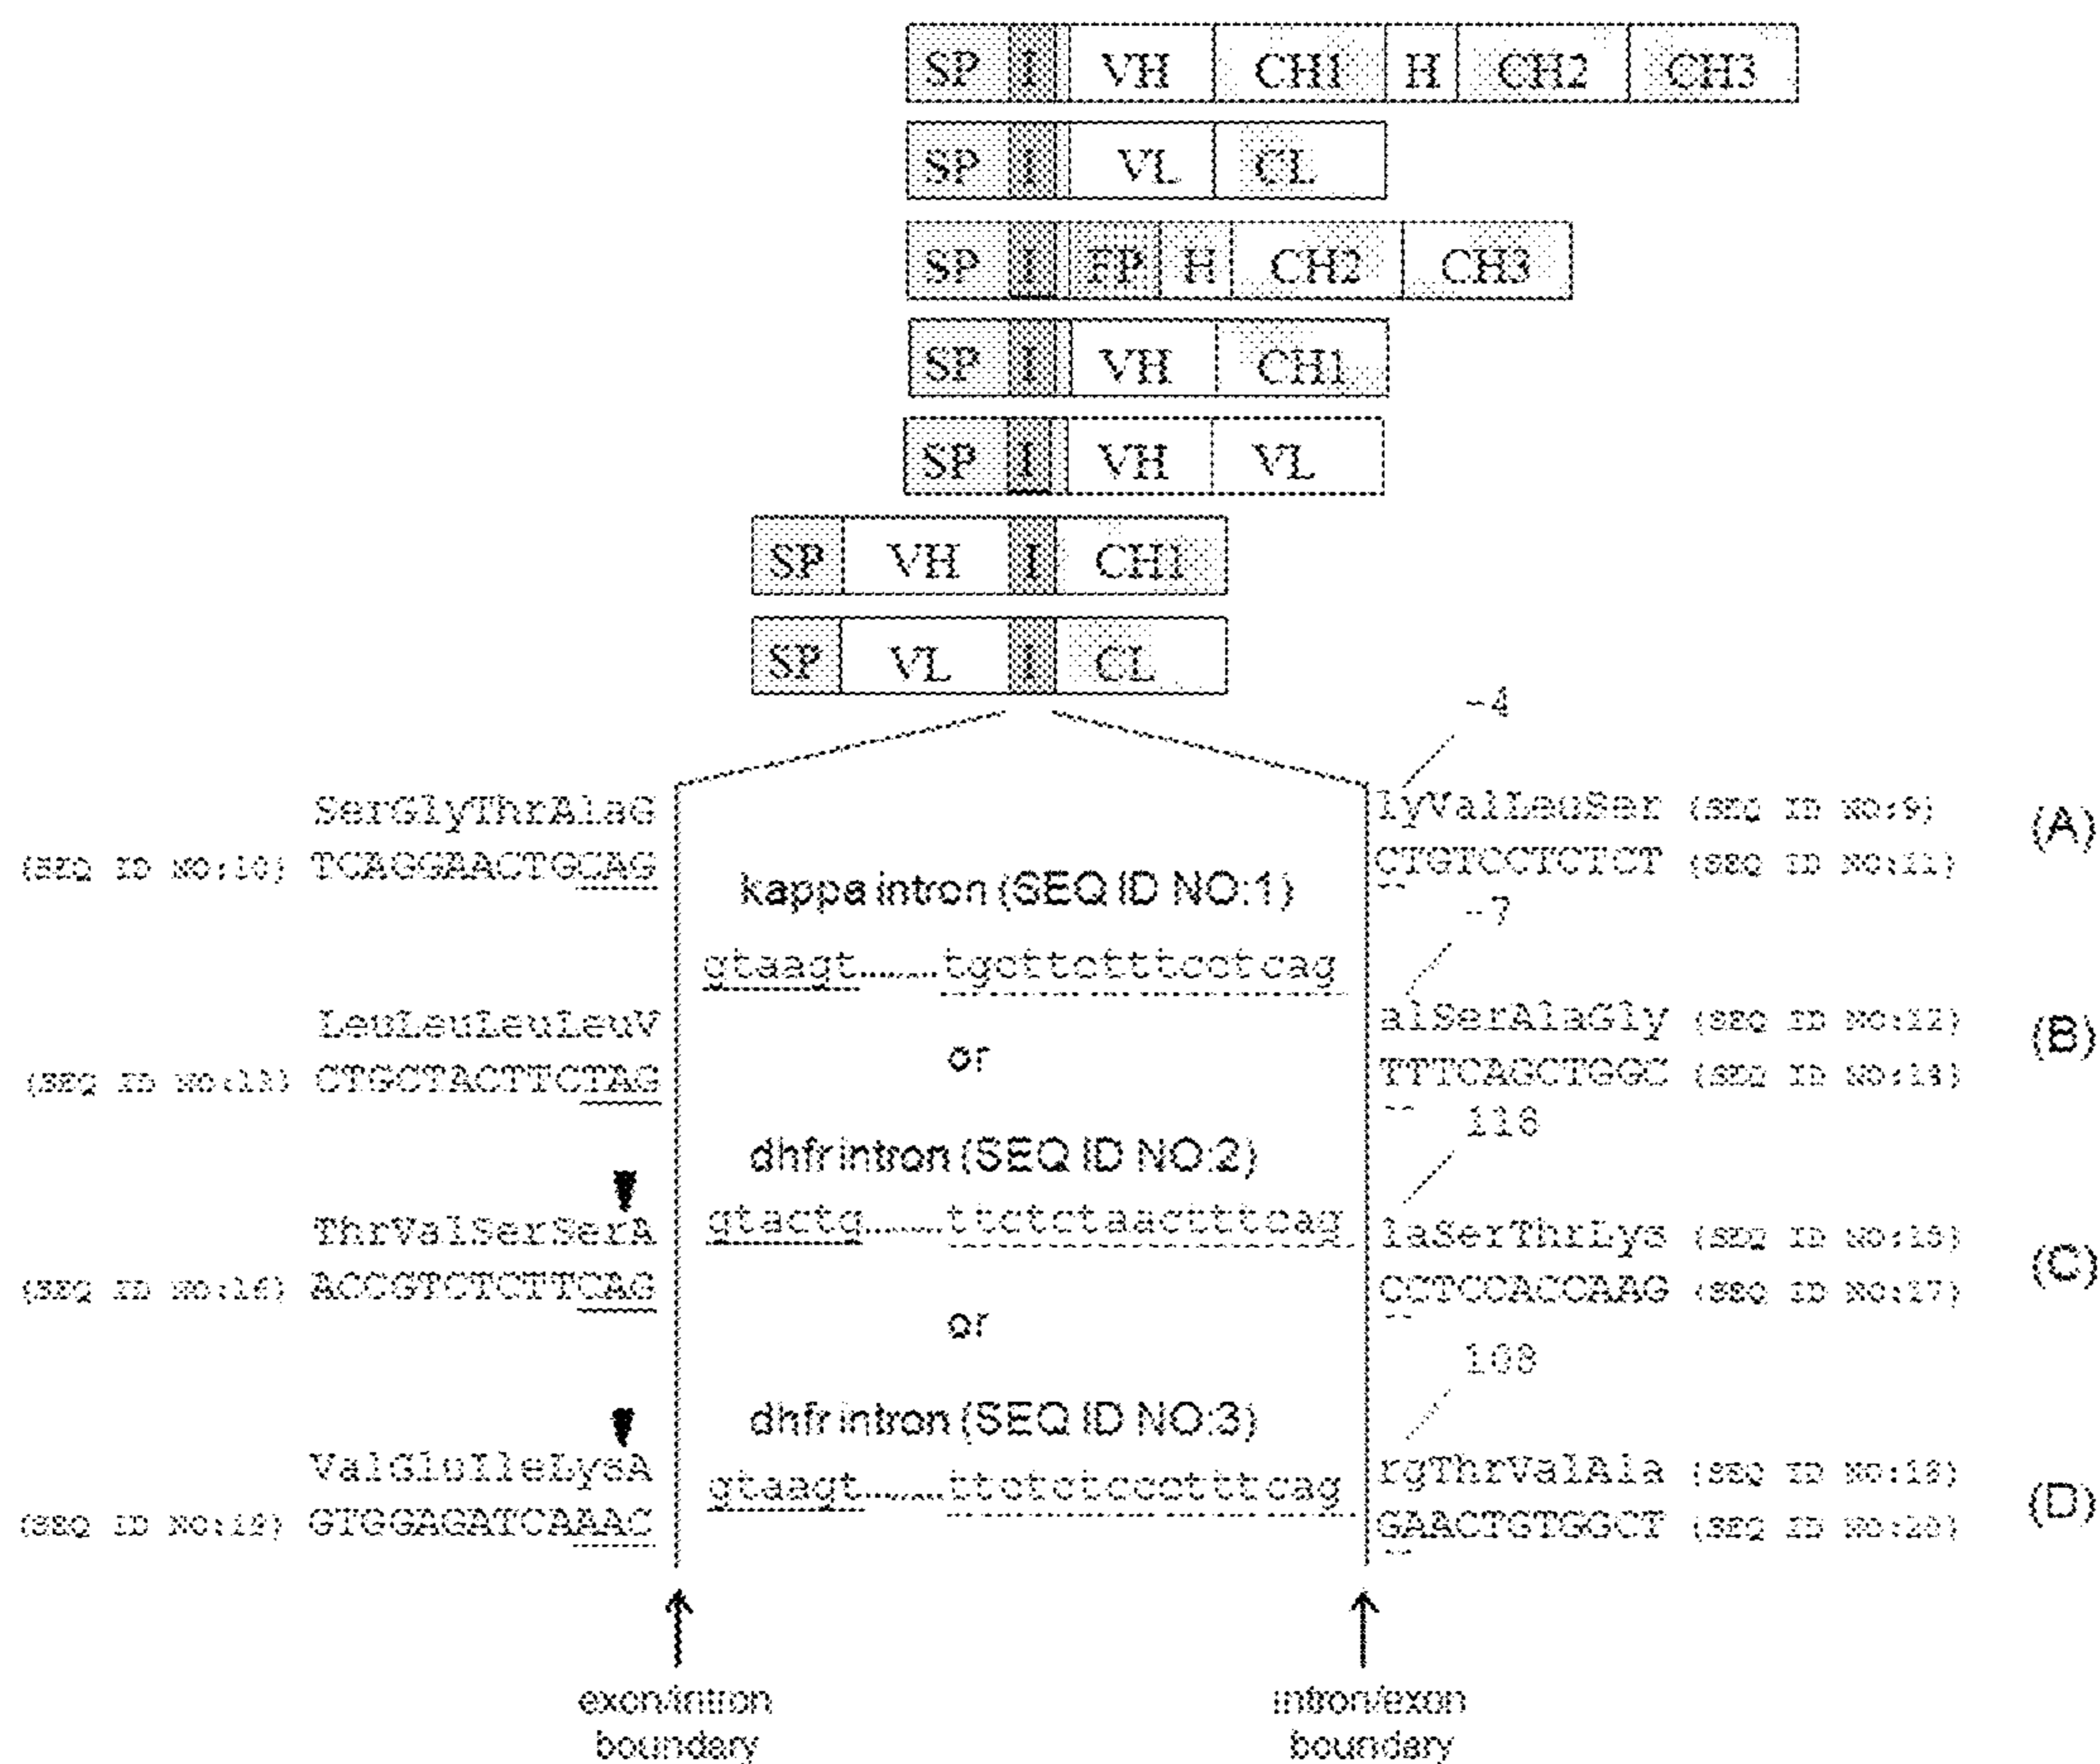 SP I VH CH1 H CH2 CH3
SP I VL CL
SP I FP H CH2 CH3
SP I VH CH1
SP I VH VL
SP VH I CH1
SP VL I CL
-4
SerGlyThrAlaG lyValLeuSer (SEQ ID NO:9) (A)
(SEQ ID NO:10) TCAGGAACTGCAG CTGTCCTCTCT (SEQ ID NO:11)
kappa intron (SEQ ID NO:1)
-7
gtaagt.........tgcttctttcctcag
LeuLeuLeuLeuV alSerAlaGly (SEQ ID NO:12) (B)
or
(SEQ ID NO:13) CTGCTACTTCTAG TTTCAGCTGGC (SEQ ID NO:14)
116
dhfr intron (SEQ ID NO:2)
gtactg.........ttctctaactttcag
ThrValSerSerA laSerThrLys (SEQ ID NO:15) (C)
(SEQ ID NO:16) ACCGTCTCTTCAG CCTCCACCAAG (SEQ ID NO:17)
or
108
dhfr intron (SEQ ID NO:3)
ValGluIleLysA rgThrValAla (SEQ ID NO:18) (D)
gtaagt.........ttctctccctttcag
(SEQ ID NO:19) GTGGAGATCAAAC GAACTGTGGCT (SEQ ID NO:20)
exon/intron
boundary
intron/exon
boundary